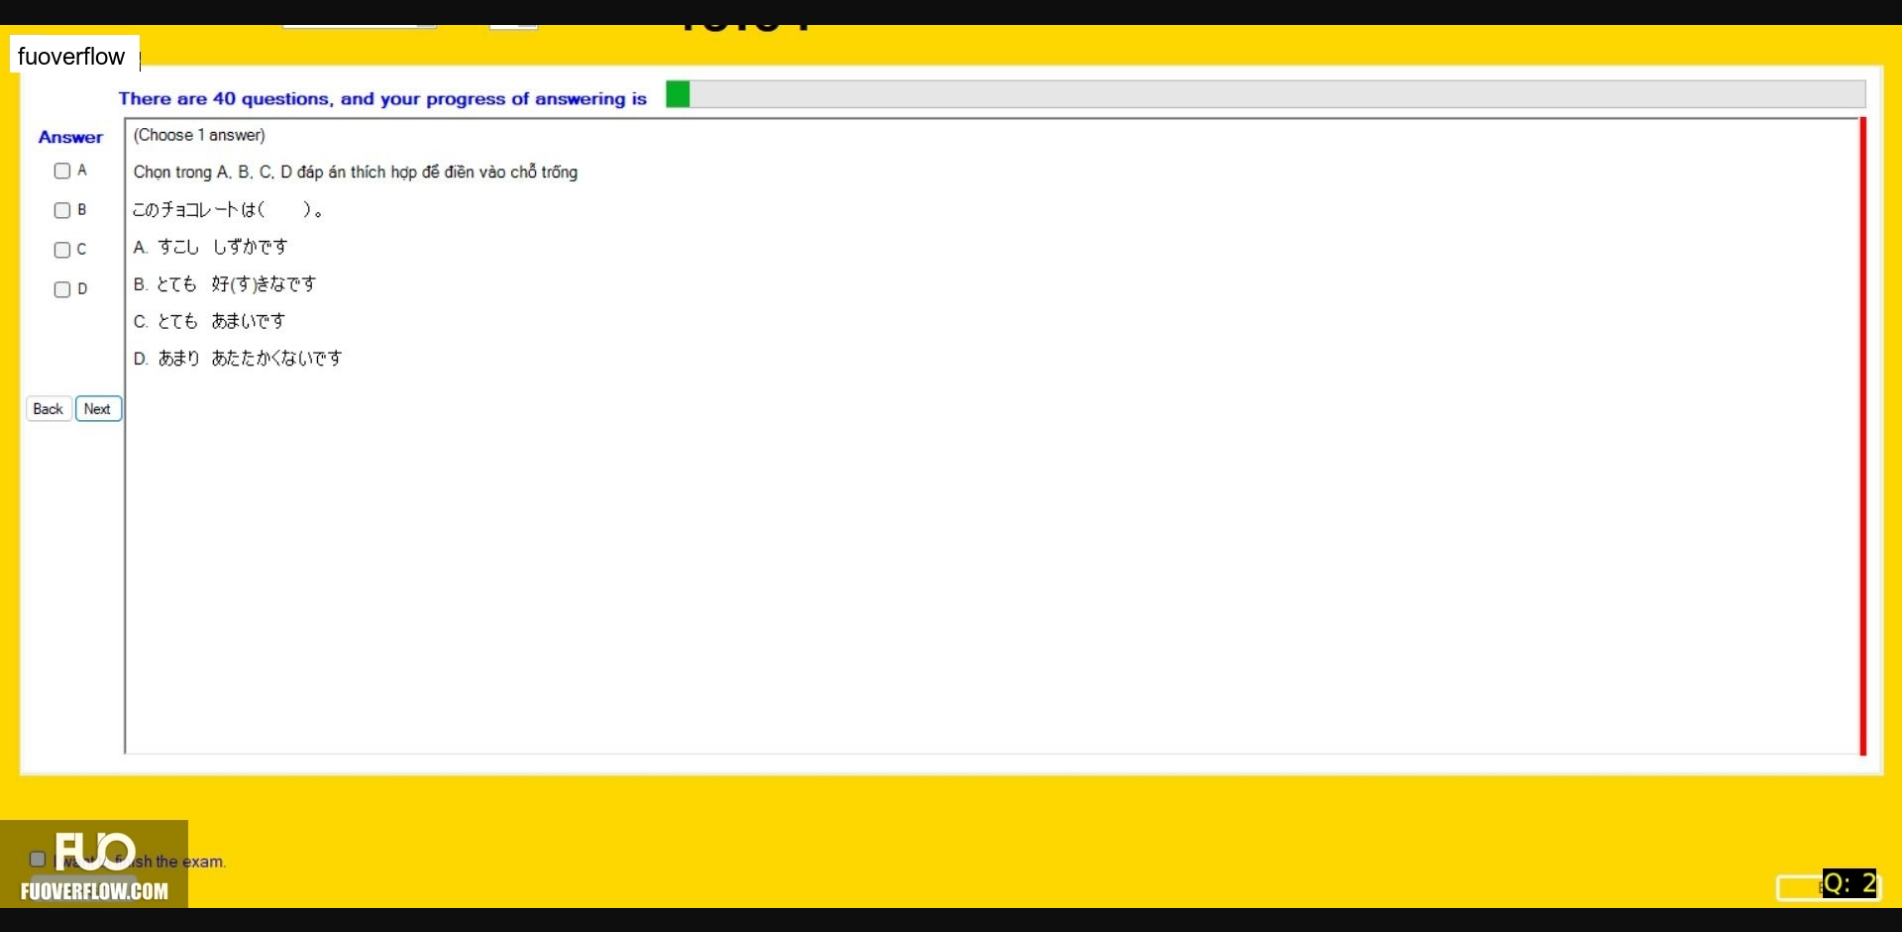 fuoverflow
There are 40 questions, and your progress of answering is
Answer
(Choose 1 answer)
A
Chọn trong A, B, C, D đáp án thích hợp để điền vào chỗ trống
B
このチョコレートは(　　)。
C
A. すこし しずかです
D
B. とても 好(す)きなです
C. とても あまいです
D. あまり あたたかくないです
Back Next
I want finish the exam.
FUO
FUOVERFLOW.COM
Q: 2